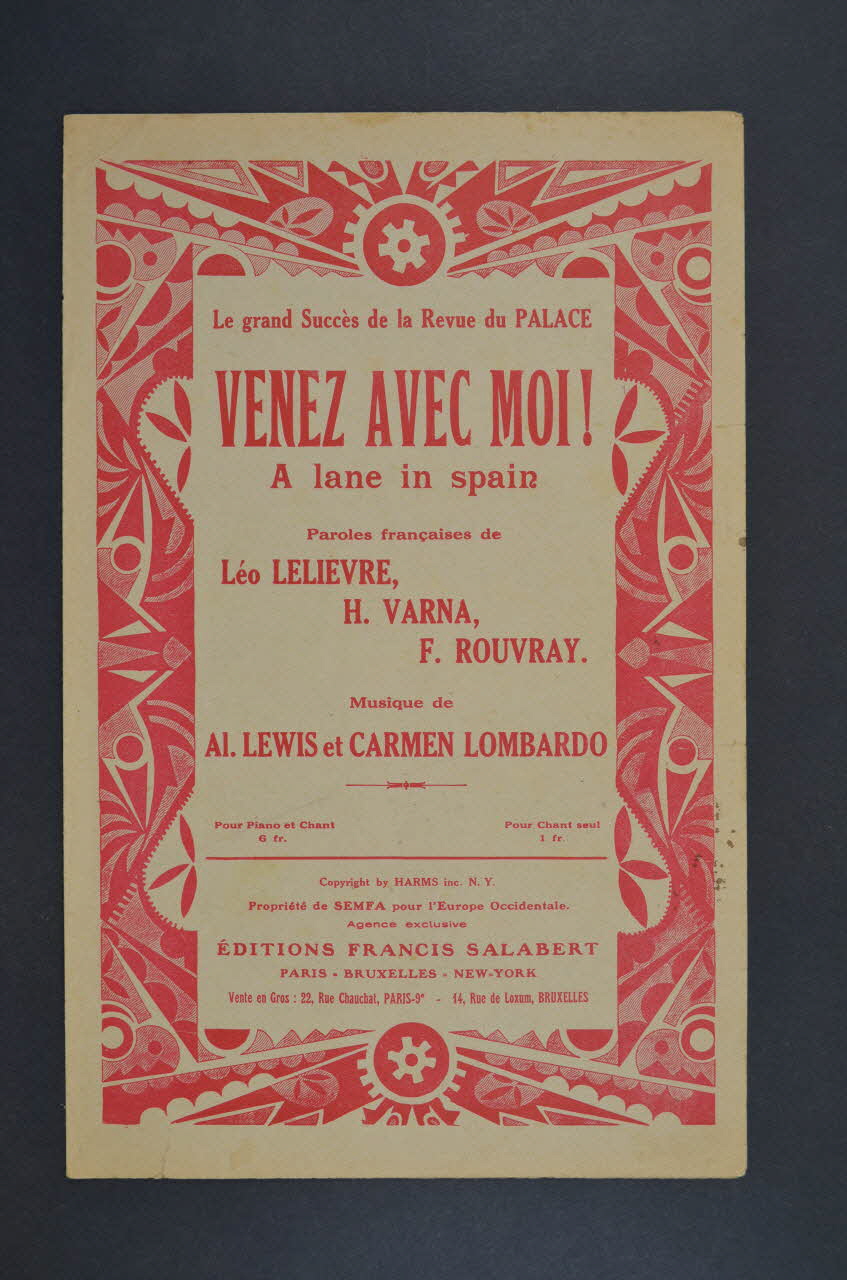 Le grand Succès de la Revue du PALACE
VENEZ AVEC MOI!
A lane in spain
Paroles françaises de
Léo LELIEVRE,
H. VARNA,
F. ROUVRAY.
Musique de
Al. LEWIS et CARMEN LOMBARDO
Pour Piano et Chant
6 fr.
Pour Chant seul
1 fr.
Copyright by HARMS inc. N. Y.
Propriété de SEMFA pour l'Europe Occidentale.
Agence exclusive
ÉDITIONS FRANCIS SALABERT
PARIS - BRUXELLES - NEW-YORK
Vente en Gros : 22, Rue Chauchat, PARIS-9e - 14, Rue de Loxum, BRUXELLES